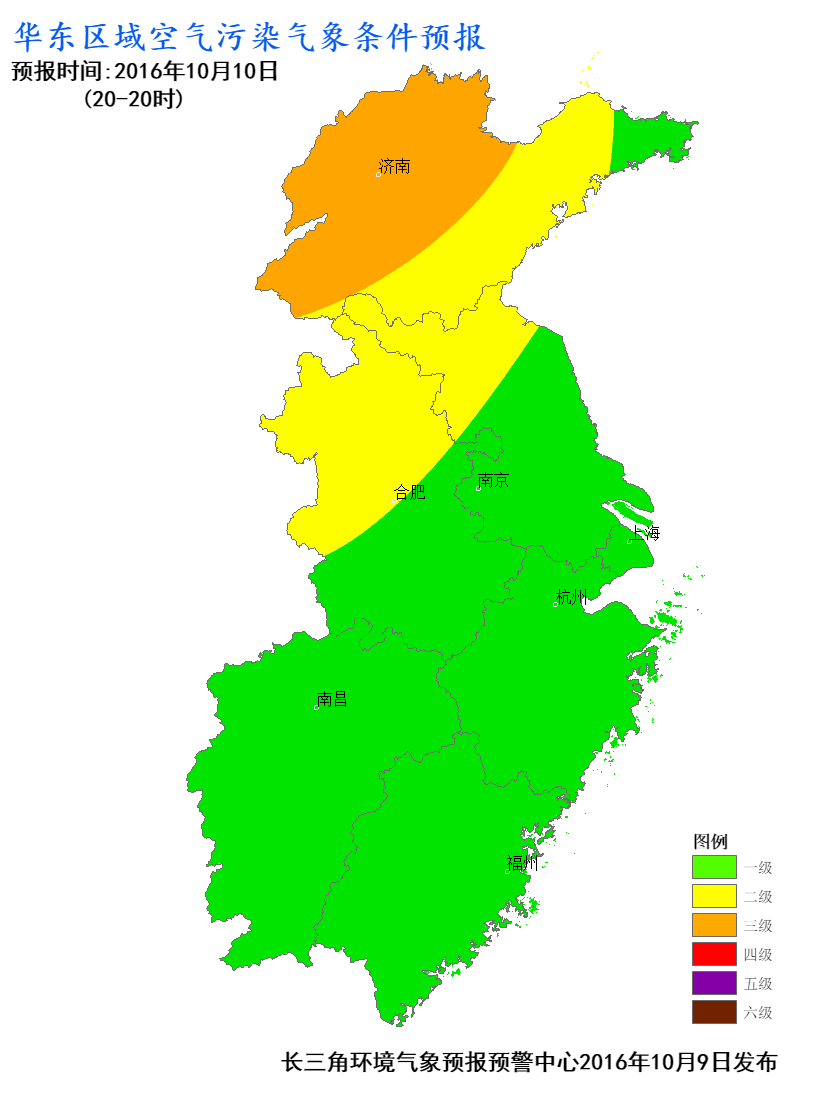 华东区域空气污染气象条件预报
预报时间:2016年10月10日
(20-20时)
济南
合肥
南京
上海
杭州
南昌
福州
图例
一级
二级
三级
四级
五级
六级
长三角环境气象预报预警中心2016年10月9日发布